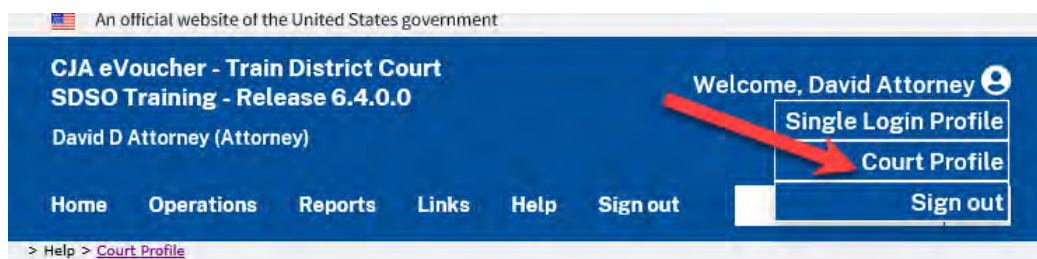 An official website of the United States government
CJA eVoucher - Train District Court
SDSO Training - Release 6.4.0.0
David D Attorney (Attorney)
Welcome, David Attorney
Single Login Profile
Court Profile
Sign out
Home Operations Reports Links Help Sign out
> Help > Court Profile